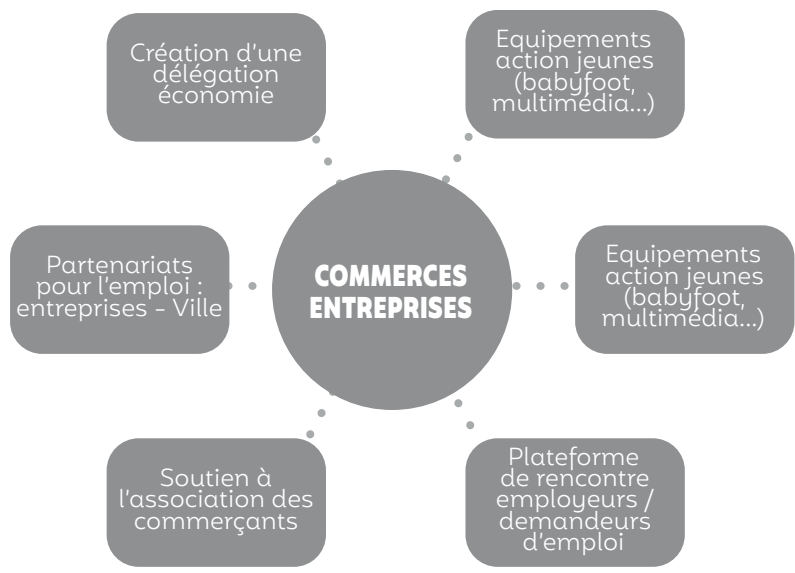 Création d'une
délégation
économie
Equipements
action jeunes
(babyfoot,
multimédia...)
Partenariats
pour l'emploi :
entreprises - Ville
COMMERCES
ENTREPRISES
Equipements
action jeunes
(babyfoot,
multimédia...)
Soutien à
l'association des
commerçants
Plateforme
de rencontre
employeurs /
demandeurs
d'emploi